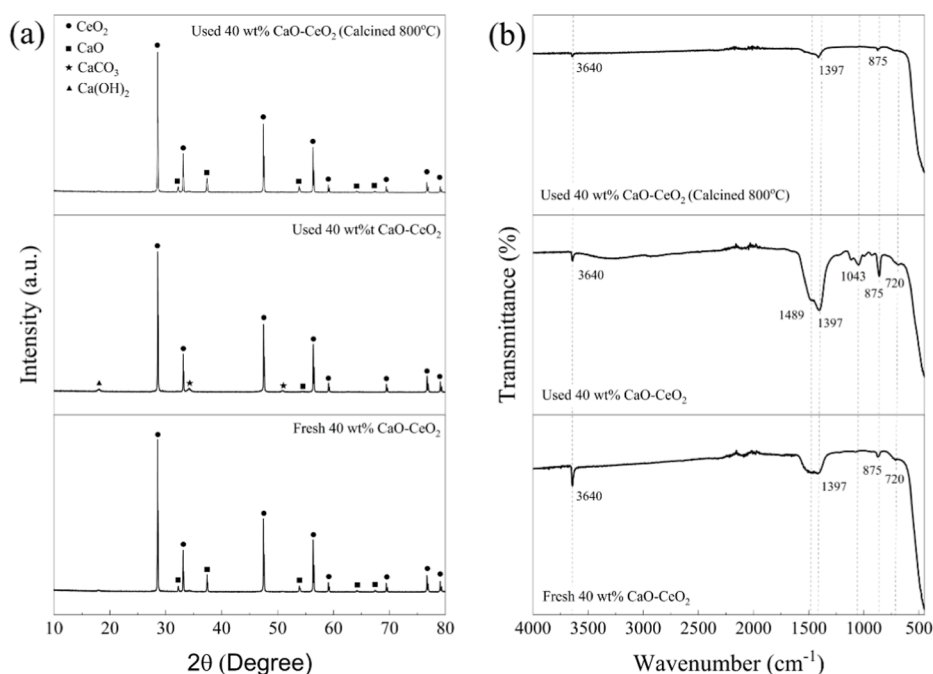 (a)
● CeO₂
■ CaO
★ CaCO₃
▲ Ca(OH)₂
Used 40 wt% CaO-CeO₂ (Calcined 800°C)
Used 40 wt%t CaO-CeO₂
Fresh 40 wt% CaO-CeO₂
Intensity (a.u.)
10 20 30 40 50 60 70 80
2θ (Degree)
(b)
3640
1397
875
Used 40 wt% CaO-CeO₂ (Calcined 800°C)
3640
1489
1397
1043
875
720
Used 40 wt% CaO-CeO₂
3640
1397
875
720
Fresh 40 wt% CaO-CeO₂
Transmittance (%)
4000 3500 3000 2500 2000 1500 1000 500
Wavenumber (cm⁻¹)